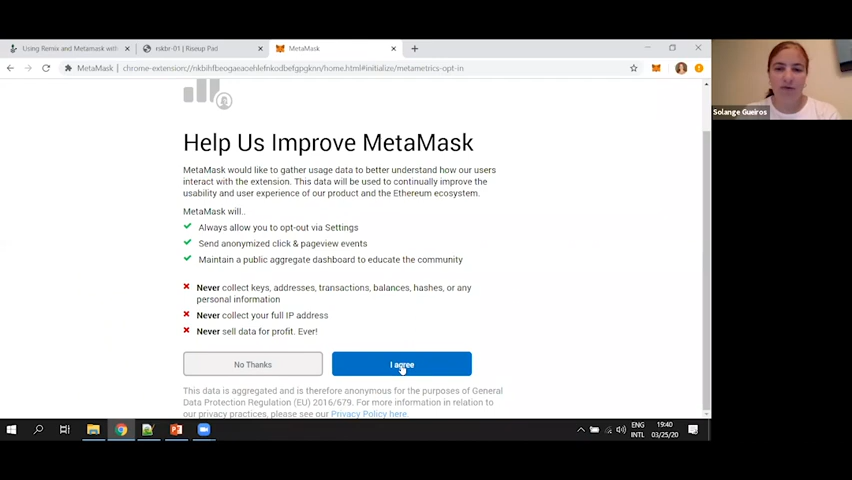 Using Remix and Metamask with
rskbr-01 | Riseup Pad
MetaMask
MetaMask
chrome-extension://nkbihfbeogaeaoehlefnkodbefgpgknn/home.html#initialize/metametrics-opt-in
Solange Gueiros
Help Us Improve MetaMask
MetaMask would like to gather usage data to better understand how our users
interact with the extension. This data will be used to continually improve the
usability and user experience of our product and the Ethereum ecosystem.
MetaMask will..
Always allow you to opt-out via Settings
Send anonymized click & pageview events
Maintain a public aggregate dashboard to educate the community
Never collect keys, addresses, transactions, balances, hashes, or any
personal information
Never collect your full IP address
Never sell data for profit. Ever!
No Thanks
I agree
This data is aggregated and is therefore anonymous for the purposes of General
Data Protection Regulation (EU) 2016/679. For more information in relation to
our privacy practices, please see our Privacy Policy here.
ENG
INTL
19:40
03/25/20